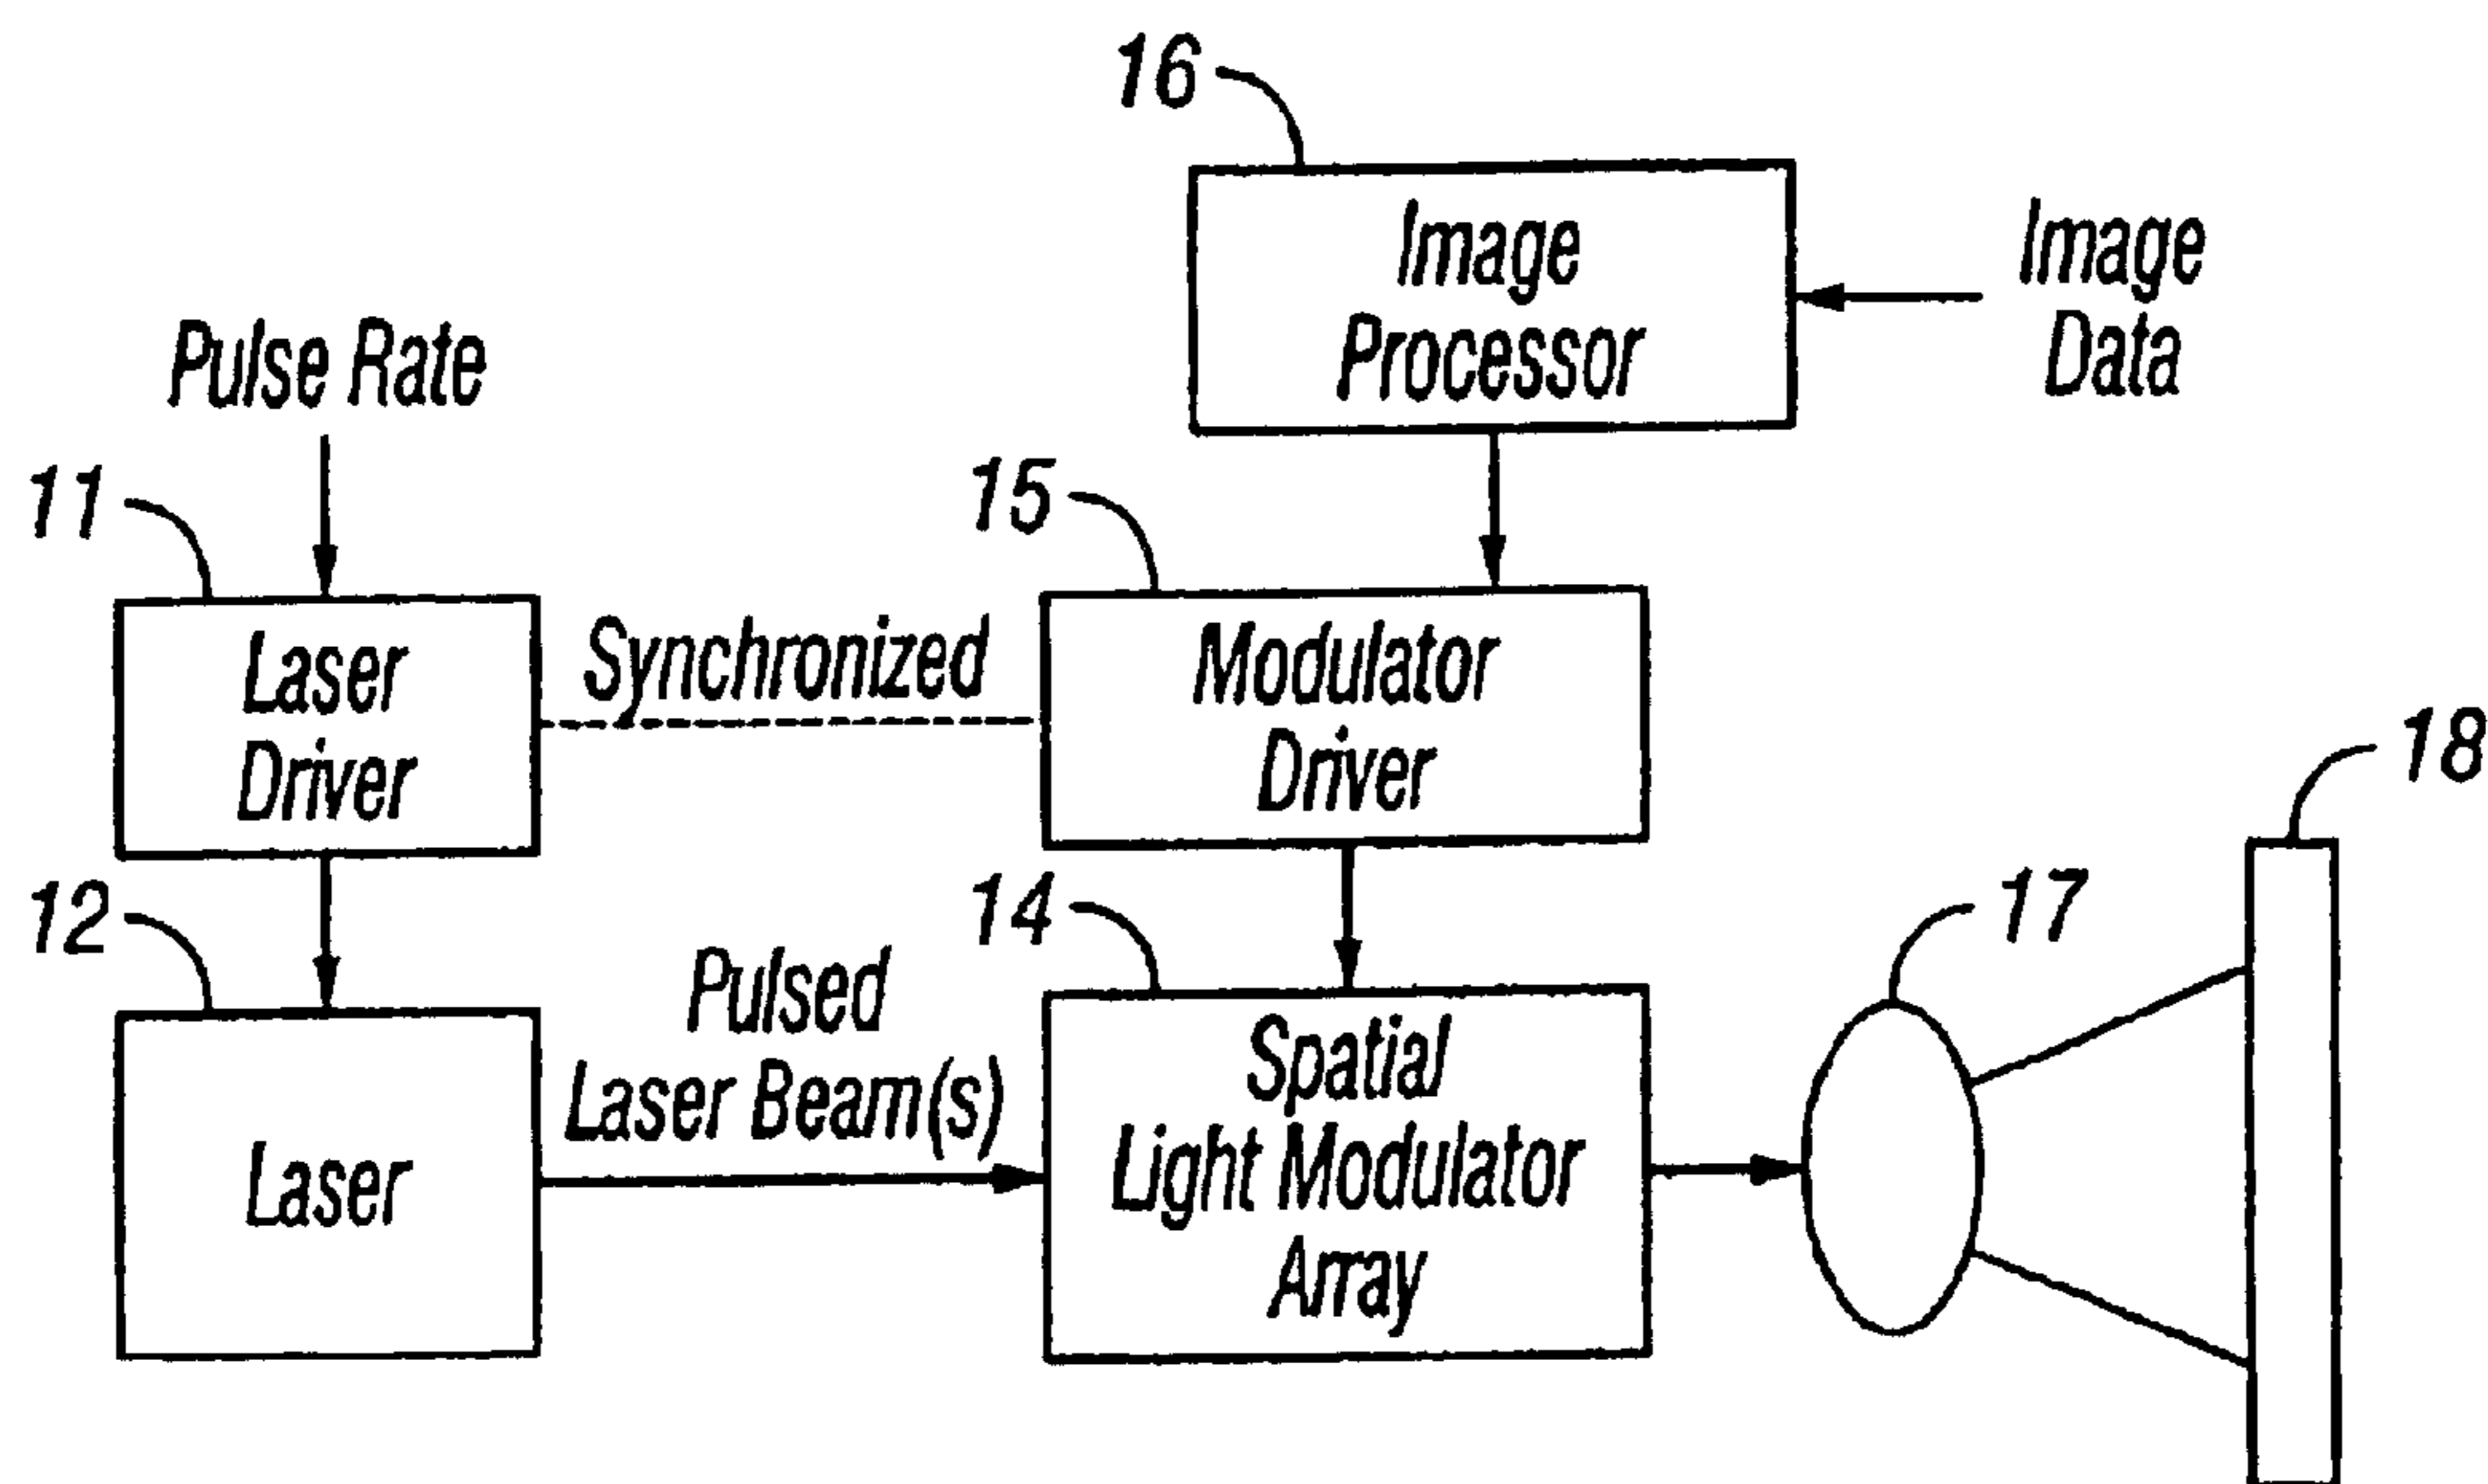 16
Image
Processor
Image
Data
Pulse Rate
11
15
Laser
Driver
Synchronized
Modulator
Driver
18
12
14
17
Pulsed
Laser Beam(s)
Laser
Spatial
Light Modulator
Array